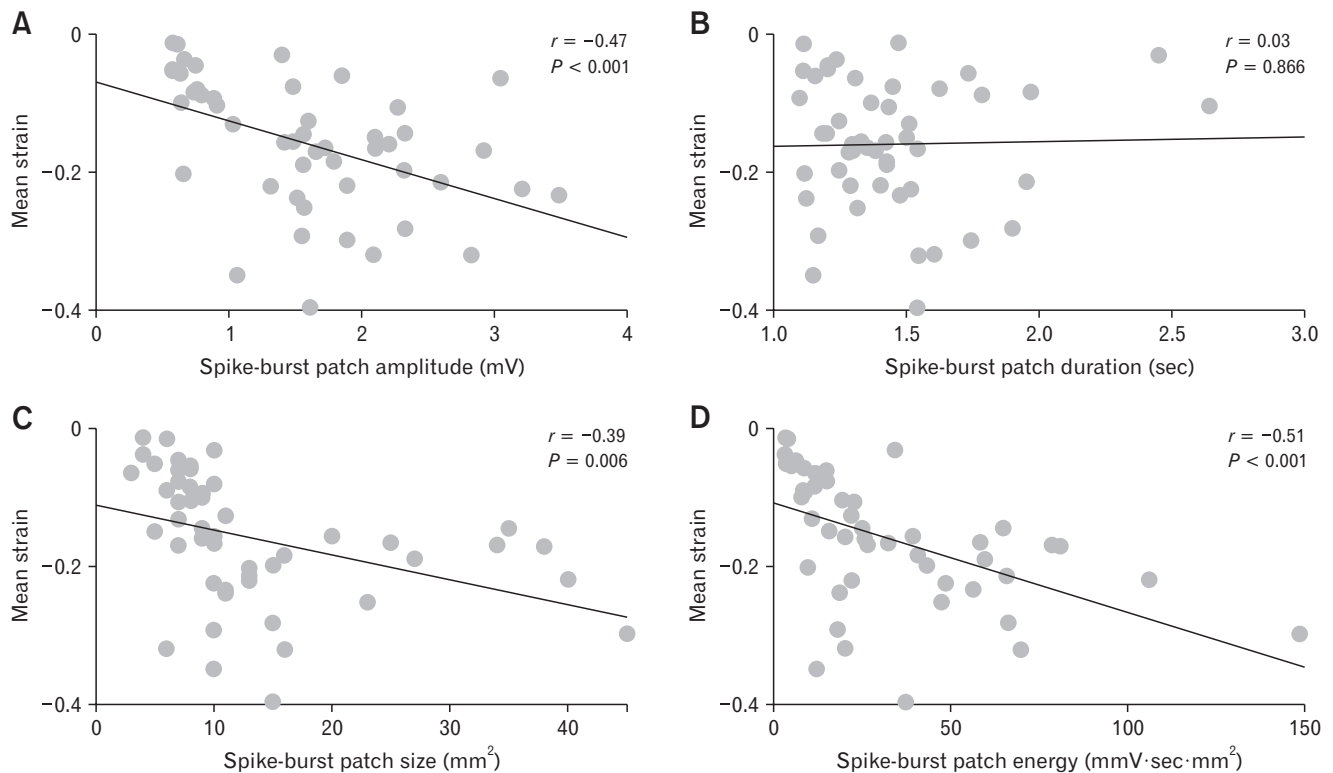 A
0
−0.2
−0.4
Mean strain
r = −0.47
P < 0.001
0 1 2 3 4
Spike-burst patch amplitude (mV)
B
0
−0.2
−0.4
Mean strain
r = 0.03
P = 0.866
1.0 1.5 2.0 2.5 3.0
Spike-burst patch duration (sec)
C
0
−0.2
−0.4
Mean strain
r = −0.39
P = 0.006
0 10 20 30 40
Spike-burst patch size (mm²)
D
0
−0.2
−0.4
Mean strain
r = −0.51
P < 0.001
0 50 100 150
Spike-burst patch energy (mmV·sec·mm²)